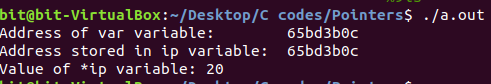 bit@bit-VirtualBox:~/Desktop/C codes/Pointers$ ./a.out
Address of var variable: 65bd3b0c
Address stored in ip variable: 65bd3b0c
Value of *ip variable: 20